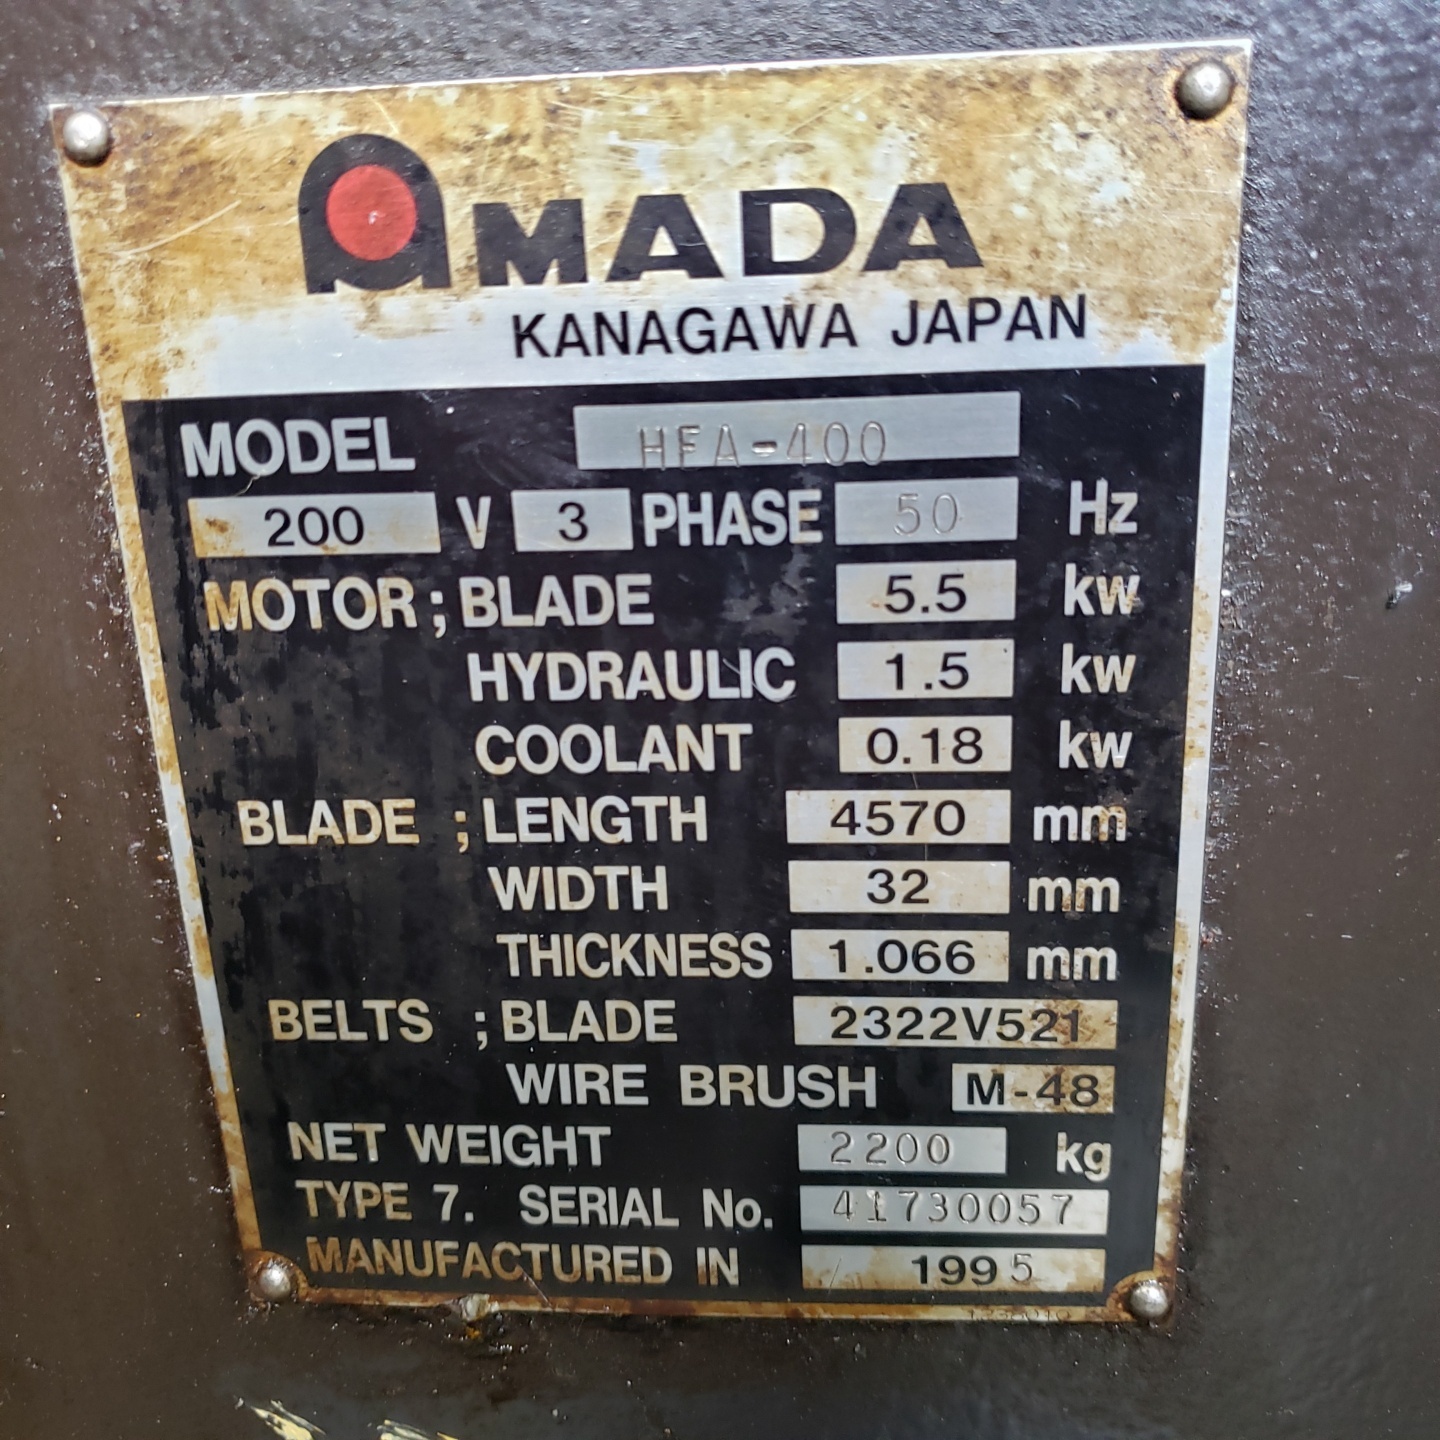 AMADA
KANAGAWA JAPAN
MODEL HFA-400
200 V 3 PHASE 50 Hz
MOTOR ; BLADE 5.5 kw
HYDRAULIC 1.5 kw
COOLANT 0.18 kw
BLADE ; LENGTH 4570 mm
WIDTH 32 mm
THICKNESS 1.066 mm
BELTS ; BLADE 2322V521
WIRE BRUSH M-48
NET WEIGHT 2200 kg
TYPE 7. SERIAL No. 41730057
MANUFACTURED IN 1995